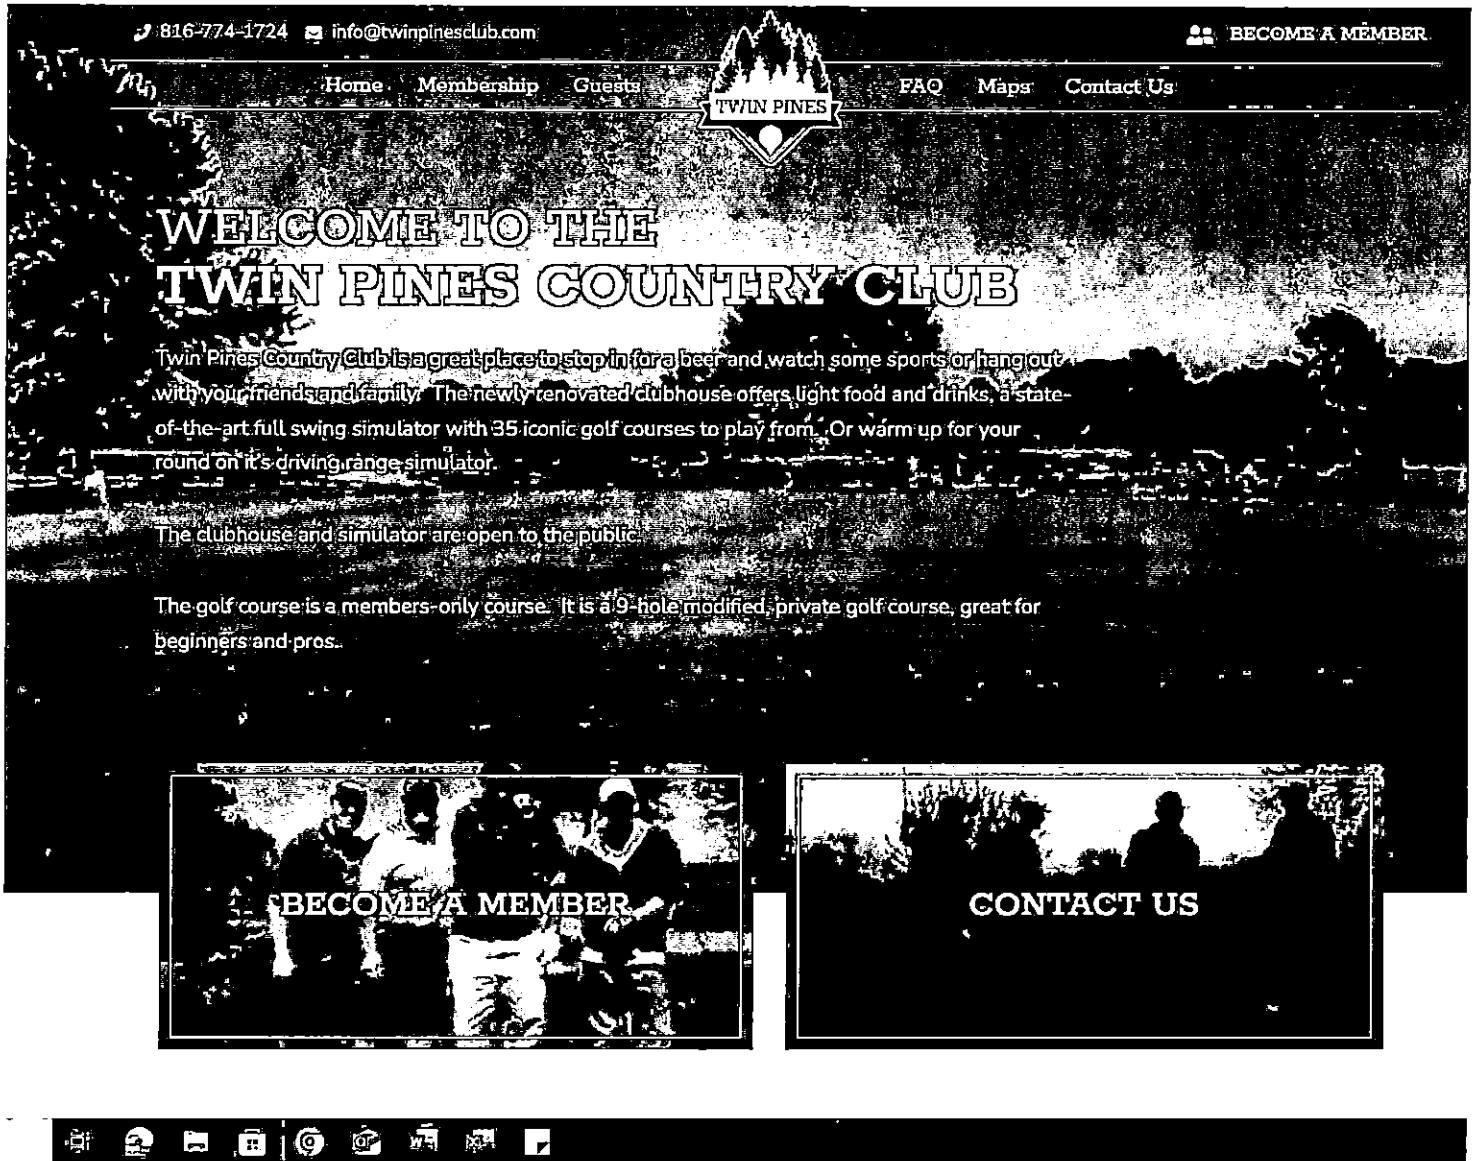 816-774-1724 info@twinpinesclub.com
BECOME A MEMBER
Home Membership Guests
TWIN PINES
FAQ Maps Contact Us
WELCOME TO THE
TWIN PINES COUNTRY CLUB
Twin Pines Country Club is a great place to stop in for a beer and watch some sports or hang out
with your friends and family. The newly renovated clubhouse offers light food and drinks, a state-
of-the-art full swing simulator with 35 iconic golf courses to play from. Or warm up for your
round on it's driving range simulator.
The clubhouse and simulator are open to the public.
The golf course is a members-only course. It is a 9-hole modified, private golf course, great for
beginners and pros.
BECOME A MEMBER
CONTACT US